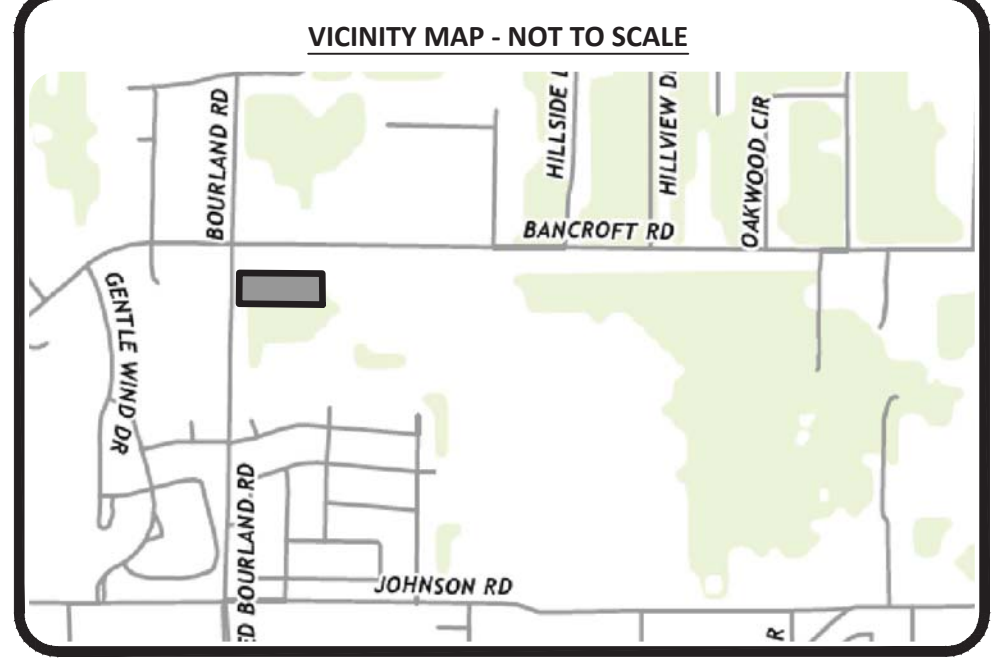 VICINITY MAP - NOT TO SCALE
BOURLAND RD
HILLSIDE
HILLVIEW
OAKWOOD CIR
BANCROFT RD
GENTLE WIND DR
BOURLAND RD
JOHNSON RD
R